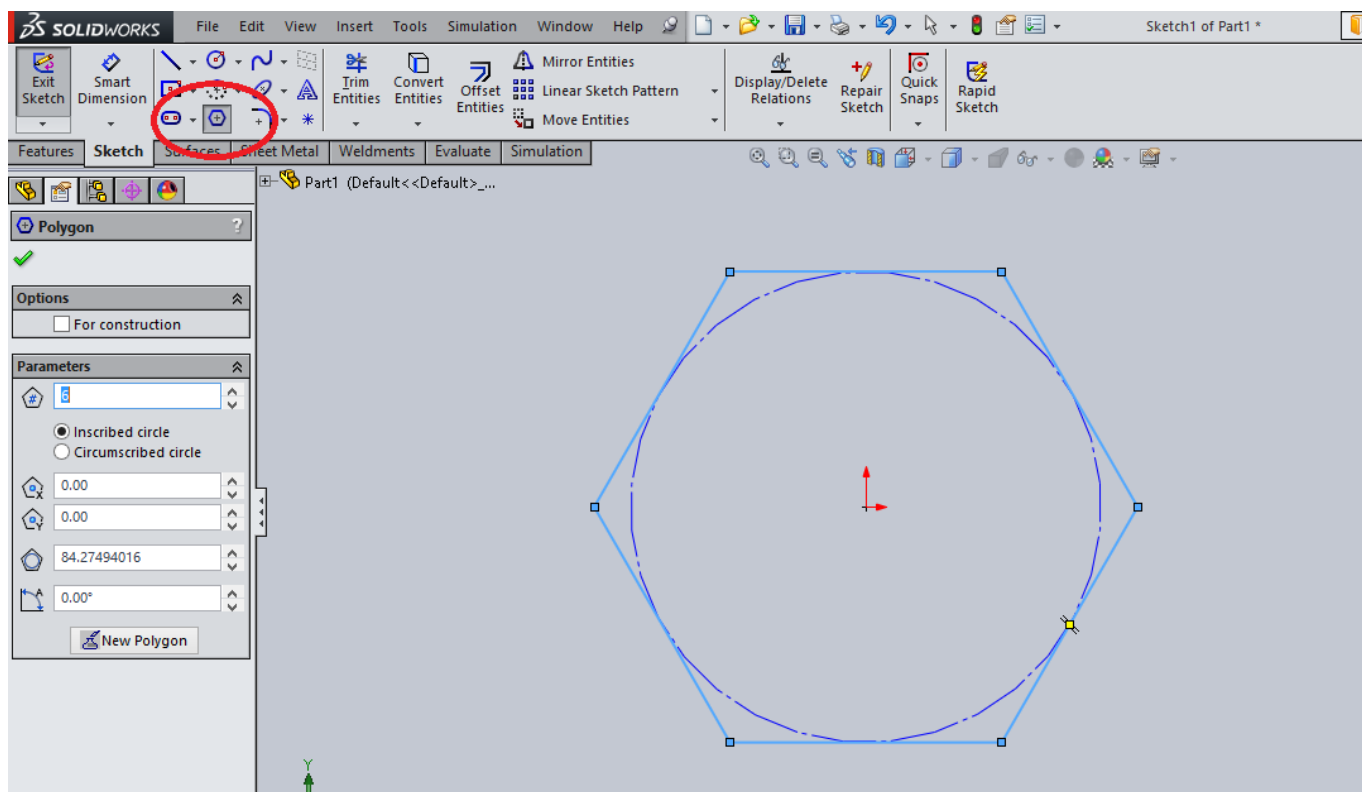 SOLIDWORKS File Edit View Insert Tools Simulation Window Help Sketch1 of Part1 *
Exit Sketch
Smart Dimension
Trim Entities
Convert Entities
Offset Entities
Mirror Entities
Linear Sketch Pattern
Move Entities
Display/Delete Relations
Repair Sketch
Quick Snaps
Rapid Sketch
Features Sketch Surfaces Sheet Metal Weldments Evaluate Simulation
Part1 (Default<<Default>_...
Polygon ?
Options
For construction
Parameters
6
Inscribed circle
Circumscribed circle
0.00
0.00
84.27494016
0.00°
New Polygon
Y